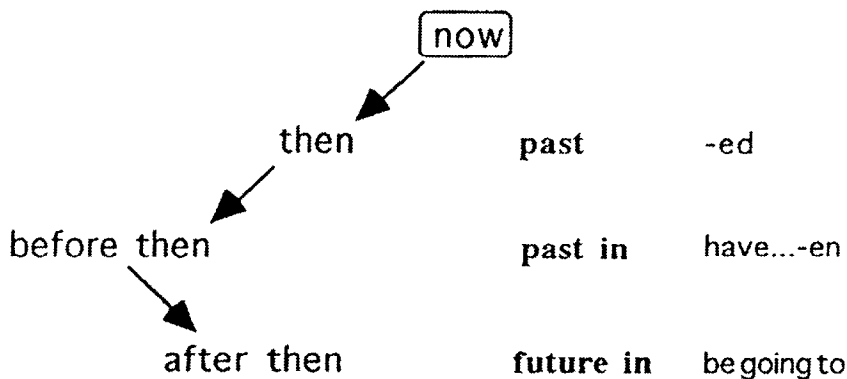 now
then past -ed
before then past in have...-en
after then future in be going to